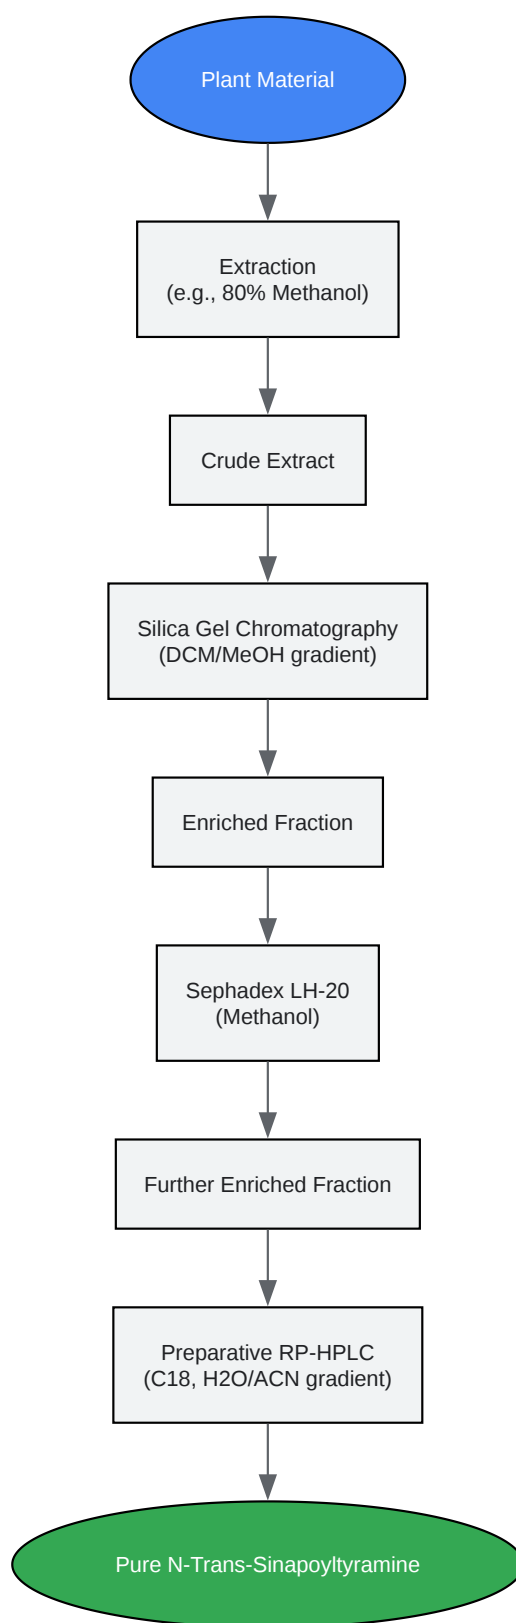 Plant Material
Extraction
(e.g., 80% Methanol)
Crude Extract
Silica Gel Chromatography
(DCM/MeOH gradient)
Enriched Fraction
Sephadex LH-20
(Methanol)
Further Enriched Fraction
Preparative RP-HPLC
(C18, H2O/ACN gradient)
Pure N-Trans-Sinapoyltyramine